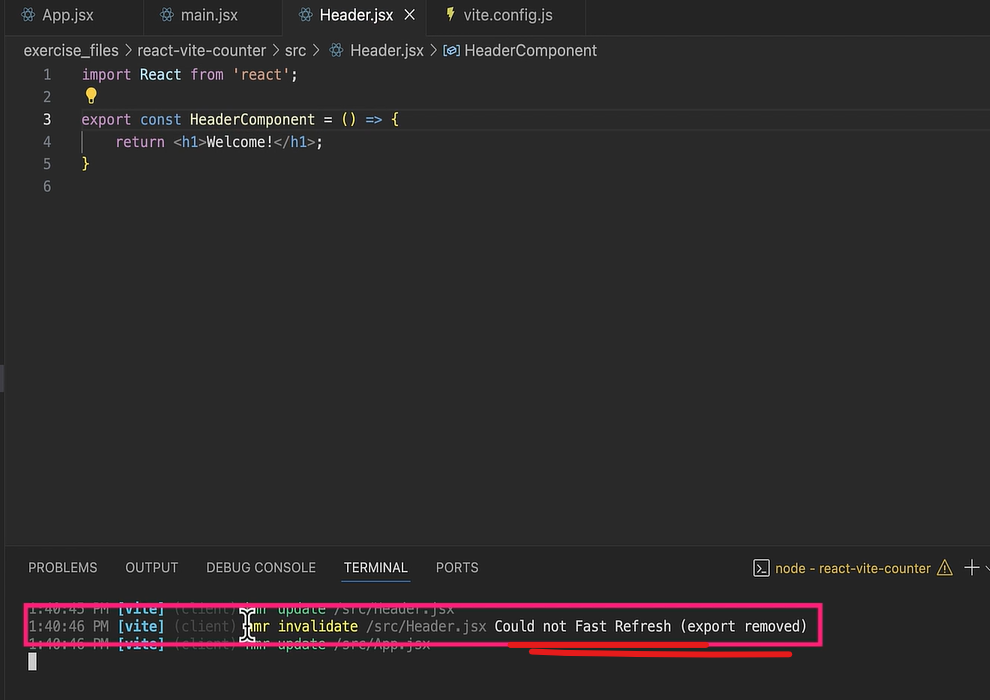 App.jsx main.jsx Header.jsx vite.config.js
exercise_files > react-vite-counter > src > Header.jsx > HeaderComponent
1 import React from 'react';
2
3 export const HeaderComponent = () => {
4 return <h1>Welcome!</h1>;
5 }
6
PROBLEMS OUTPUT DEBUG CONSOLE TERMINAL PORTS node - react-vite-counter
1:40:45 PM [vite] (client) hmr update /src/Header.jsx
1:40:46 PM [vite] (client) hmr invalidate /src/Header.jsx Could not Fast Refresh (export removed)
1:40:46 PM [vite] (client) hmr update /src/App.jsx